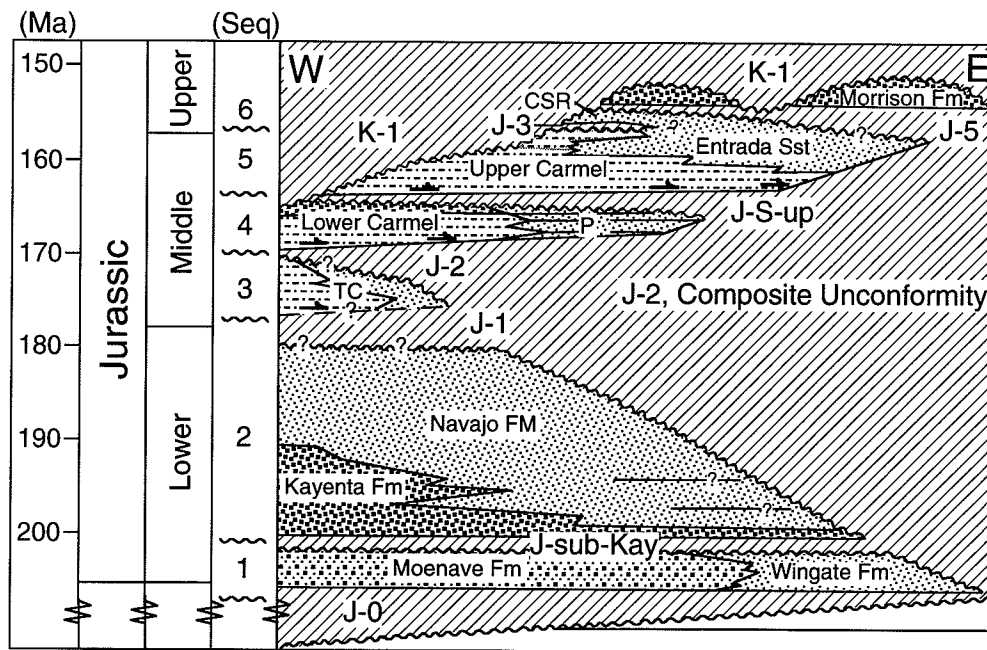 (Ma)
(Seq)
150
160
170
180
190
200
Jurassic
Upper
Middle
Lower
6
5
4
3
2
1
W
K-1
E
CSR
Morrison Fm
J-3
?
?
J-5
K-1
Entrada Sst
Upper Carmel
J-S-up
Lower Carmel
P
J-2
?
TC
J-2, Composite Unconformity
?
J-1
?
?
Navajo FM
?
Kayenta Fm
?
J-sub-Kay
Moenave Fm
Wingate Fm
J-0